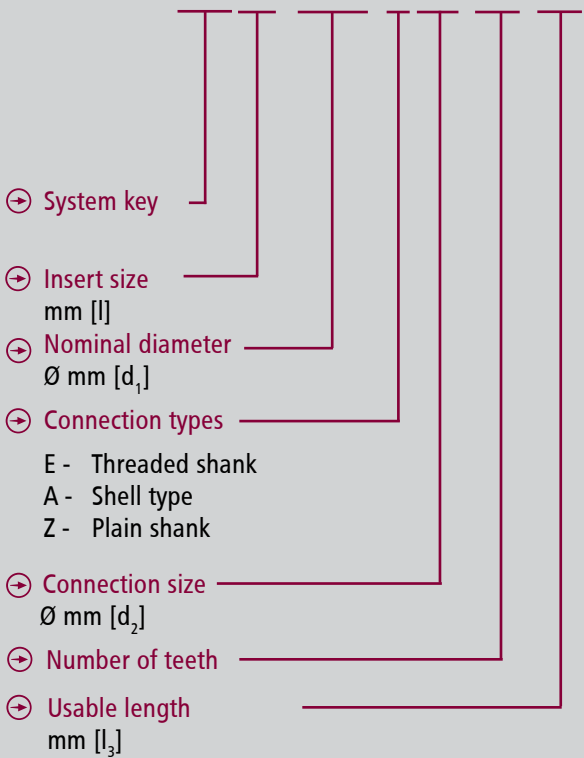 System key
Insert size
mm [l]
Nominal diameter
Ø mm [d₁]
Connection types
E - Threaded shank
A - Shell type
Z - Plain shank
Connection size
Ø mm [d₂]
Number of teeth
Usable length
mm [l₃]